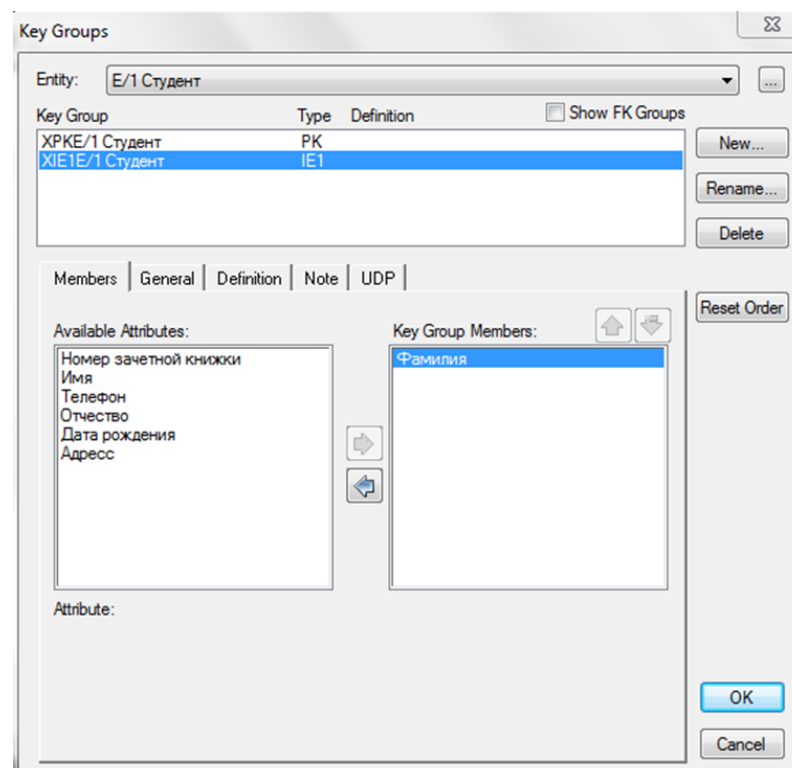 Key Groups
Entity: E/1 Студент ...
Key Group Type Definition Show FK Groups
XPKE/1 Студент PK
XIE1E/1 Студент IE1
New...
Rename...
Delete
Members General Definition Note UDP
Reset Order
Available Attributes: Key Group Members:
Номер зачетной книжки Фамилия
Имя
Телефон
Отчество
Дата рождения
Адресс
Attribute:
OK
Cancel